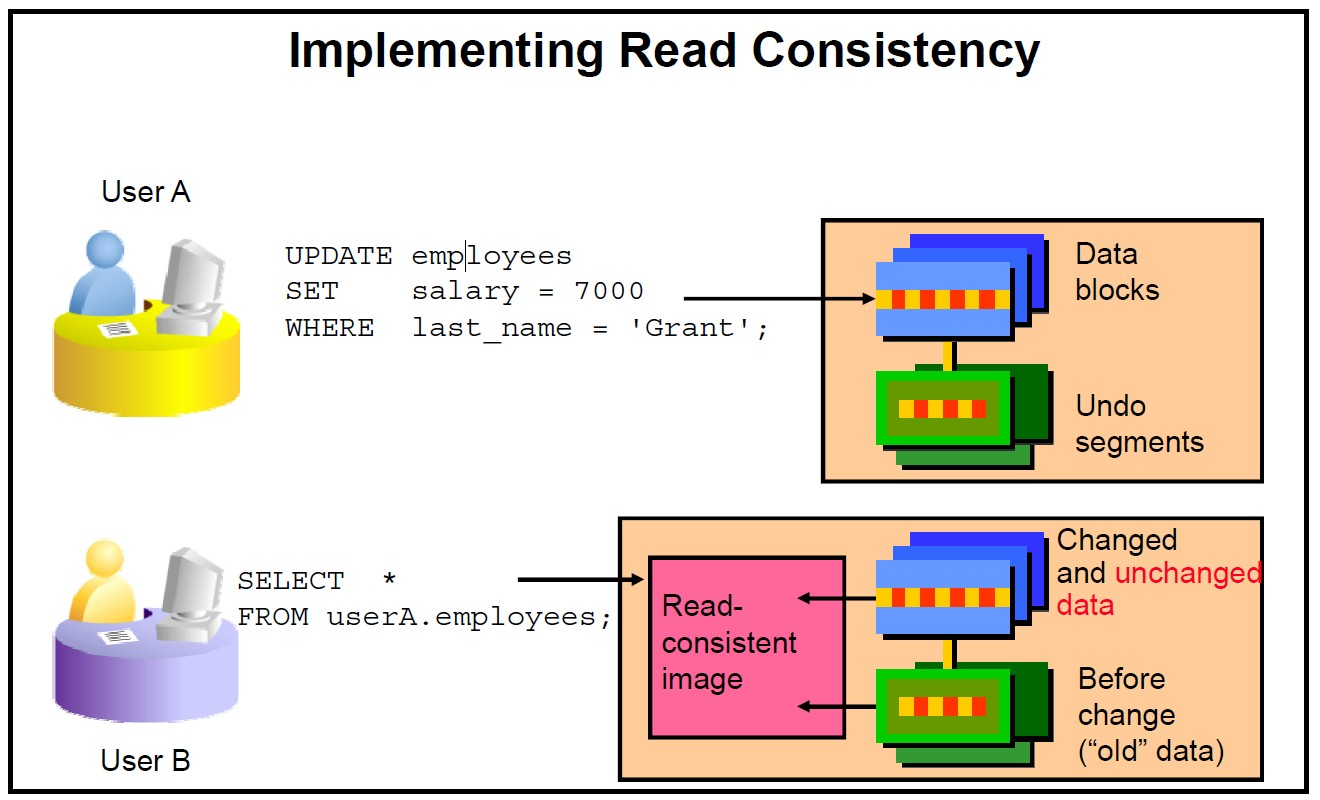 Implementing Read Consistency
User A
UPDATE employees
SET salary = 7000
WHERE last_name = 'Grant';
Data
blocks
Undo
segments
SELECT *
FROM userA.employees;
User B
Read-
consistent
image
Changed
and unchanged
data
Before
change
(“old” data)